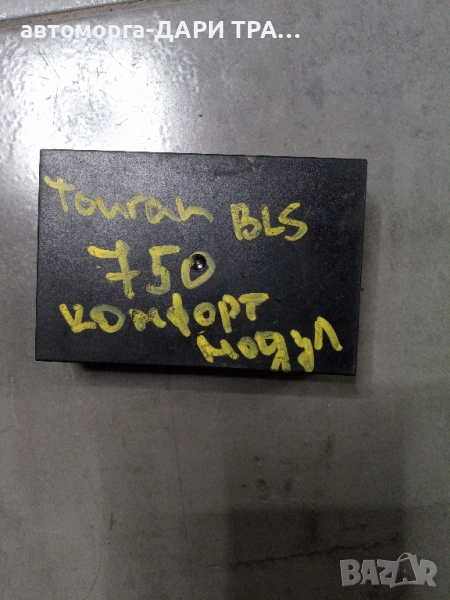 автоморга-ДАРИ ТРА...
Touran BLS
750
комфорт
модул
BAZAR